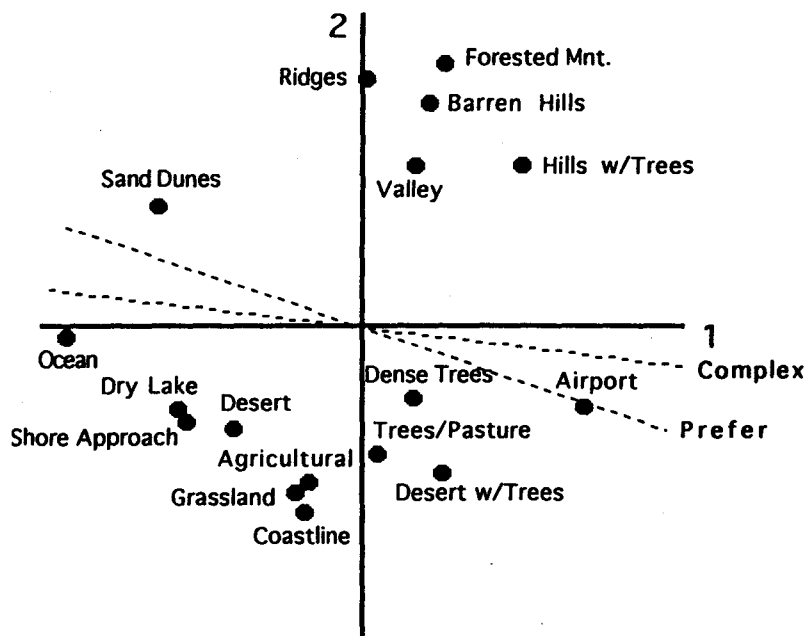 2
Forested Mnt.
Ridges
Barren Hills
Sand Dunes
Valley
Hills w/Trees
1
Ocean
Complex
Dry Lake
Dense Trees
Airport
Desert
Shore Approach
Trees/Pasture
Prefer
Agricultural
Grassland
Desert w/Trees
Coastline